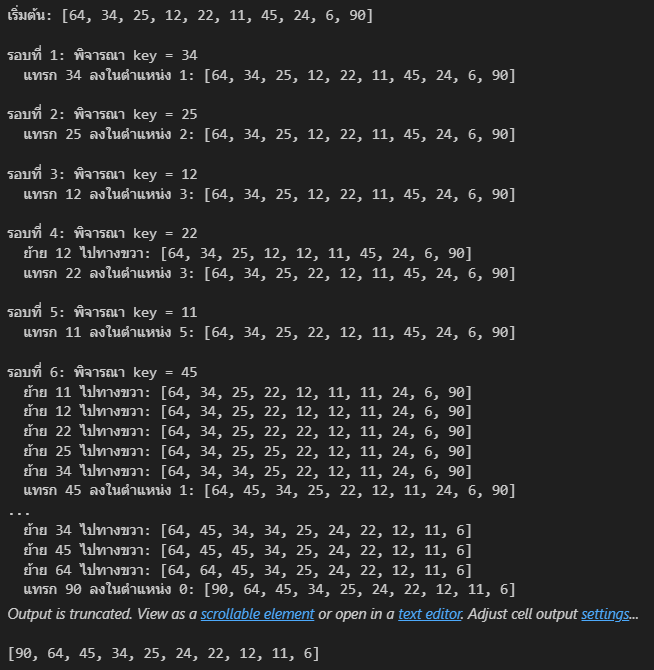 เริ่มต้น: [64, 34, 25, 12, 22, 11, 45, 24, 6, 90]
รอบที่ 1: พิจารณา key = 34
แทรก 34 ลงในตำแหน่ง 1: [64, 34, 25, 12, 22, 11, 45, 24, 6, 90]
รอบที่ 2: พิจารณา key = 25
แทรก 25 ลงในตำแหน่ง 2: [64, 34, 25, 12, 22, 11, 45, 24, 6, 90]
รอบที่ 3: พิจารณา key = 12
แทรก 12 ลงในตำแหน่ง 3: [64, 34, 25, 12, 22, 11, 45, 24, 6, 90]
รอบที่ 4: พิจารณา key = 22
ย้าย 12 ไปทางขวา: [64, 34, 25, 12, 12, 11, 45, 24, 6, 90]
แทรก 22 ลงในตำแหน่ง 3: [64, 34, 25, 22, 12, 11, 45, 24, 6, 90]
รอบที่ 5: พิจารณา key = 11
แทรก 11 ลงในตำแหน่ง 5: [64, 34, 25, 22, 12, 11, 45, 24, 6, 90]
รอบที่ 6: พิจารณา key = 45
ย้าย 11 ไปทางขวา: [64, 34, 25, 22, 12, 11, 11, 24, 6, 90]
ย้าย 12 ไปทางขวา: [64, 34, 25, 22, 12, 12, 11, 24, 6, 90]
ย้าย 22 ไปทางขวา: [64, 34, 25, 22, 22, 12, 11, 24, 6, 90]
ย้าย 25 ไปทางขวา: [64, 34, 25, 25, 22, 12, 11, 24, 6, 90]
ย้าย 34 ไปทางขวา: [64, 34, 34, 25, 22, 12, 11, 24, 6, 90]
แทรก 45 ลงในตำแหน่ง 1: [64, 45, 34, 25, 22, 12, 11, 24, 6, 90]
...
ย้าย 34 ไปทางขวา: [64, 45, 34, 34, 25, 24, 22, 12, 11, 6]
ย้าย 45 ไปทางขวา: [64, 45, 45, 34, 25, 24, 22, 12, 11, 6]
ย้าย 64 ไปทางขวา: [64, 64, 45, 34, 25, 24, 22, 12, 11, 6]
แทรก 90 ลงในตำแหน่ง 0: [90, 64, 45, 34, 25, 24, 22, 12, 11, 6]
Output is truncated. View as a scrollable element or open in a text editor. Adjust cell output settings...
[90, 64, 45, 34, 25, 24, 22, 12, 11, 6]